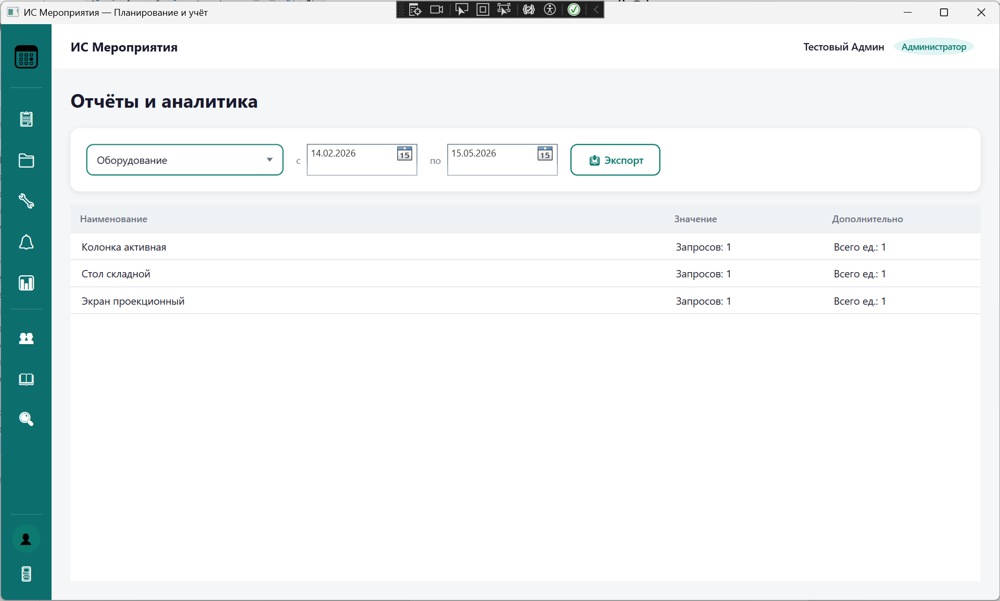 ИС Мероприятия — Планирование и учёт
ИС Мероприятия
Тестовый Админ
Администратор
Отчёты и аналитика
Оборудование
с
14.02.2026
15
по
15.05.2026
15
Экспорт
Наименование Значение Дополнительно
Колонка активная Запросов: 1 Всего ед.: 1
Стол складной Запросов: 1 Всего ед.: 1
Экран проекционный Запросов: 1 Всего ед.: 1